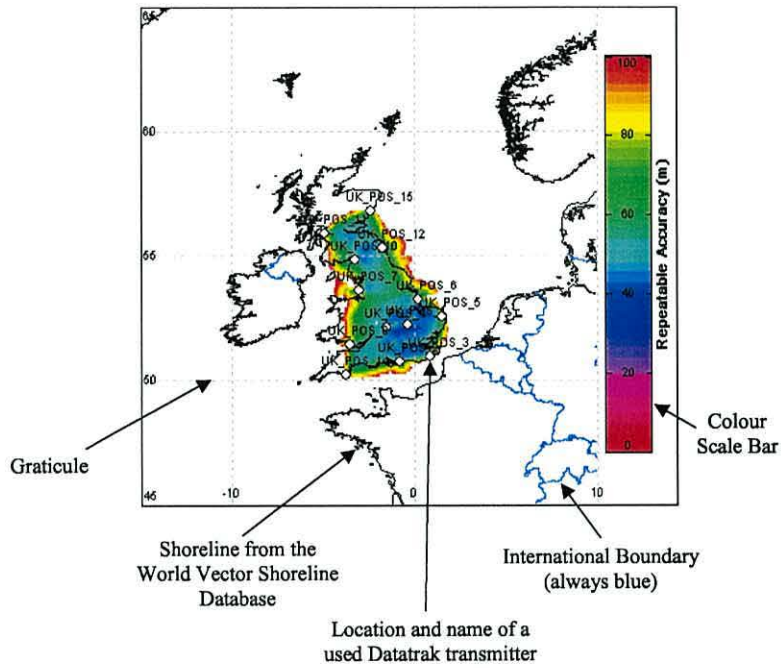 65
100
80
60
40
20
0
Repeatable Accuracy (m)
60
UK_POS_15
UK_POS_12
55
UK_POS_6
UK_POS_5
50
45
-10
0
10
Graticule
Colour
Scale Bar
Shoreline from the
World Vector Shoreline
Database
International Boundary
(always blue)
Location and name of a
used Datatrak transmitter